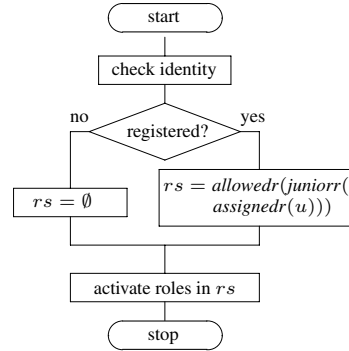 start
check identity
no
yes
registered?
rs = allowedr(juniorr(
assignedr(u)))
rs = ∅
activate roles in rs
stop